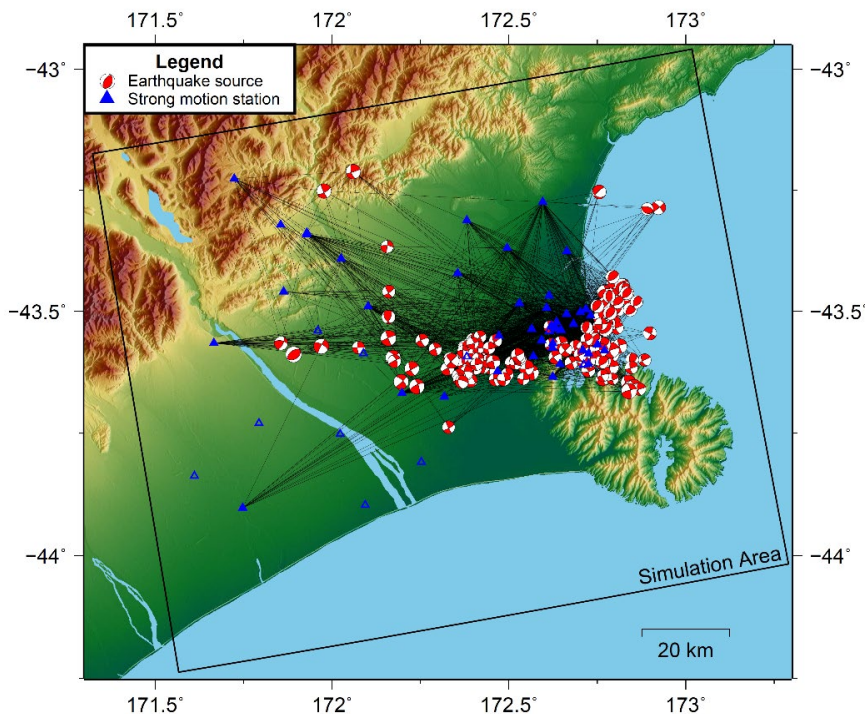 171.5° 172° 172.5° 173°
Legend
Earthquake source
Strong motion station
−43° −43°
−43.5° −43.5°
−44° −44°
Simulation Area
20 km
171.5° 172° 172.5° 173°